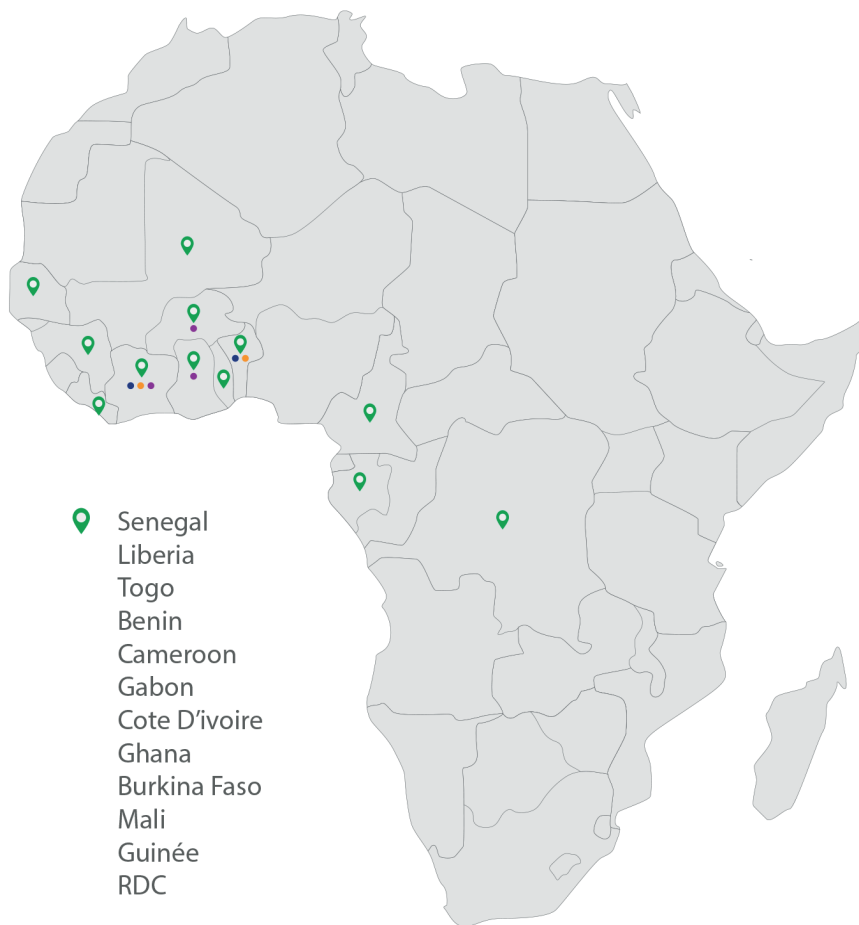 Senegal
Liberia
Togo
Benin
Cameroon
Gabon
Cote D'ivoire
Ghana
Burkina Faso
Mali
Guinée
RDC